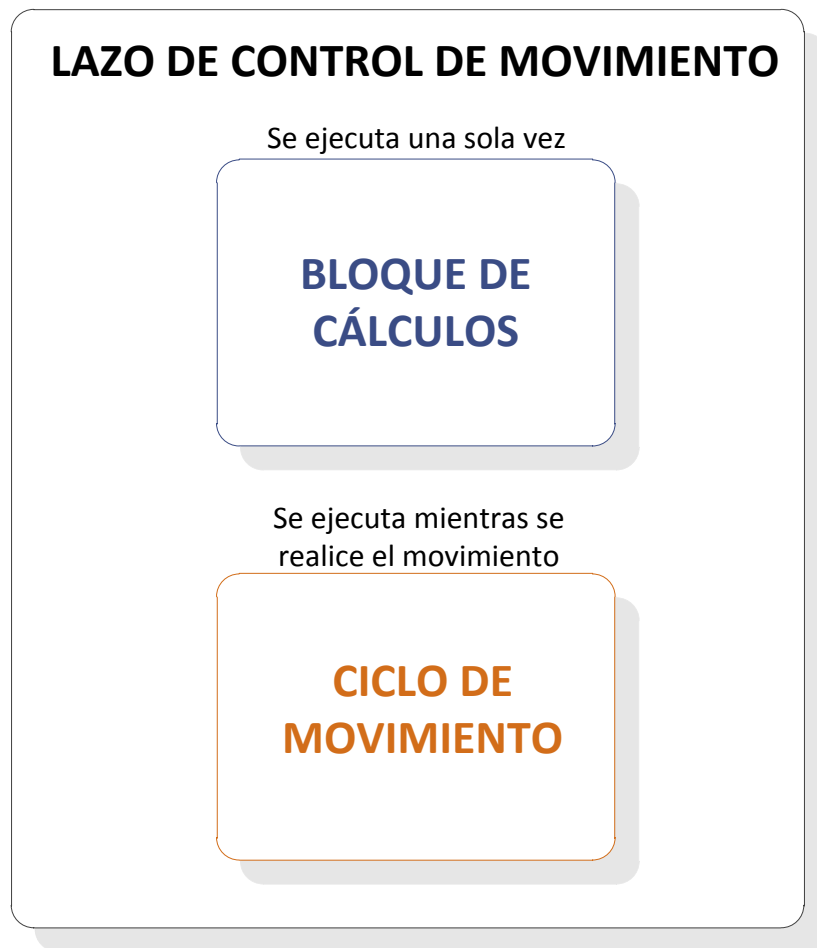 LAZO DE CONTROL DE MOVIMIENTO
Se ejecuta una sola vez
BLOQUE DE
CÁLCULOS
Se ejecuta mientras se
realice el movimiento
CICLO DE
MOVIMIENTO